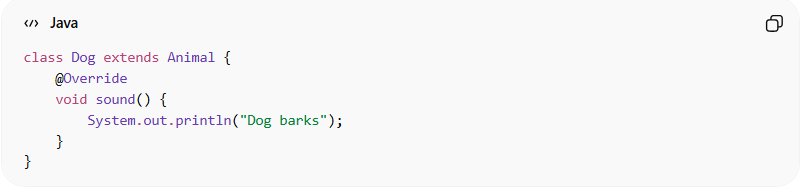 </> Java
class Dog extends Animal {
    @Override
    void sound() {
        System.out.println("Dog barks");
    }
}